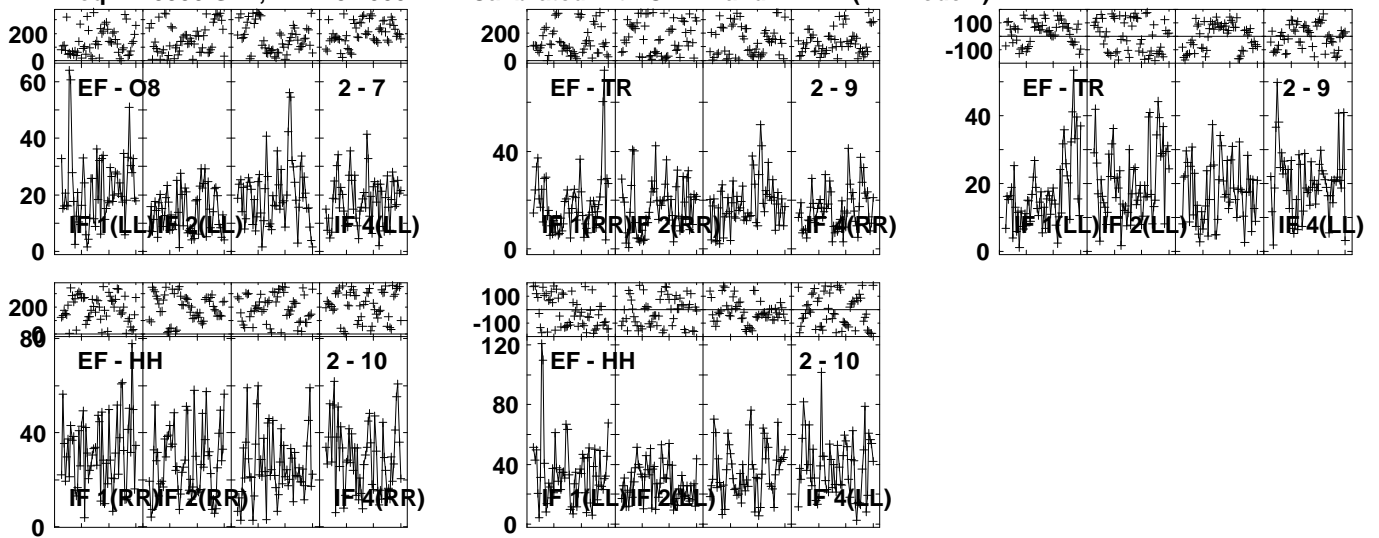 200
0
60
40
20
0
EF - O8
2 - 7
IF 1(LL)
IF 2(LL)
IF 4(LL)
200
0
40
0
EF - TR
2 - 9
IF 1(RR)
IF 2(RR)
IF 4(RR)
100
-100
40
20
0
EF - TR
2 - 9
IF 1(LL)
IF 2(LL)
IF 4(LL)
200
0
80
40
0
EF - HH
2 - 10
IF 1(RR)
IF 2(RR)
IF 4(RR)
100
-100
120
80
40
0
EF - HH
2 - 10
IF 1(LL)
IF 2(LL)
IF 4(LL)